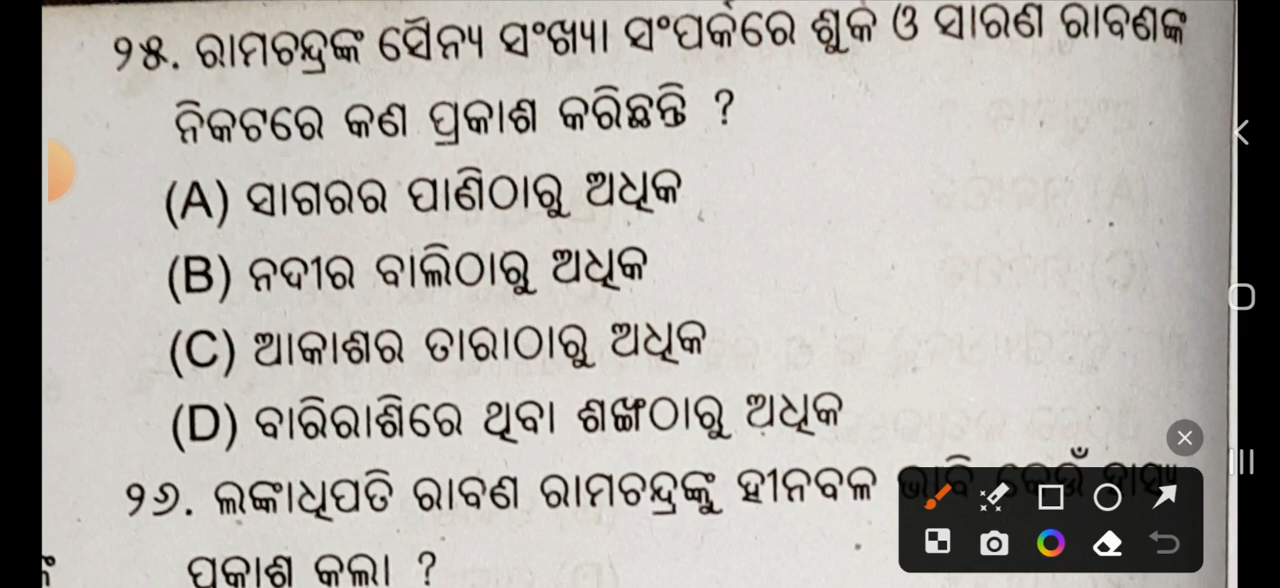 ୨୫. ରାମଚନ୍ଦ୍ରଙ୍କ ସୈନ୍ୟ ସଂଖ୍ୟା ସଂପର୍କରେ ଶୁକ ଓ ସାରଣ ରାବଣଙ୍କ
ନିକଟରେ କଣ ପ୍ରକାଶ କରିଛନ୍ତି ?
(A) ସାଗରର ପାଣିଠାରୁ ଅଧିକ
(B) ନଦୀର ବାଲିଠାରୁ ଅଧିକ
(C) ଆକାଶର ତାରାଠାରୁ ଅଧିକ
(D) ବାରିରାଶିରେ ଥିବା ଶଙ୍ଖଠାରୁ ଅଧିକ
୨୬. ଲଙ୍କାଧିପତି ରାବଣ ରାମଚନ୍ଦ୍ରଙ୍କୁ ହୀନବଳ ଭାବି କେଉଁ
ପ୍ରକାଶ କଲା ?